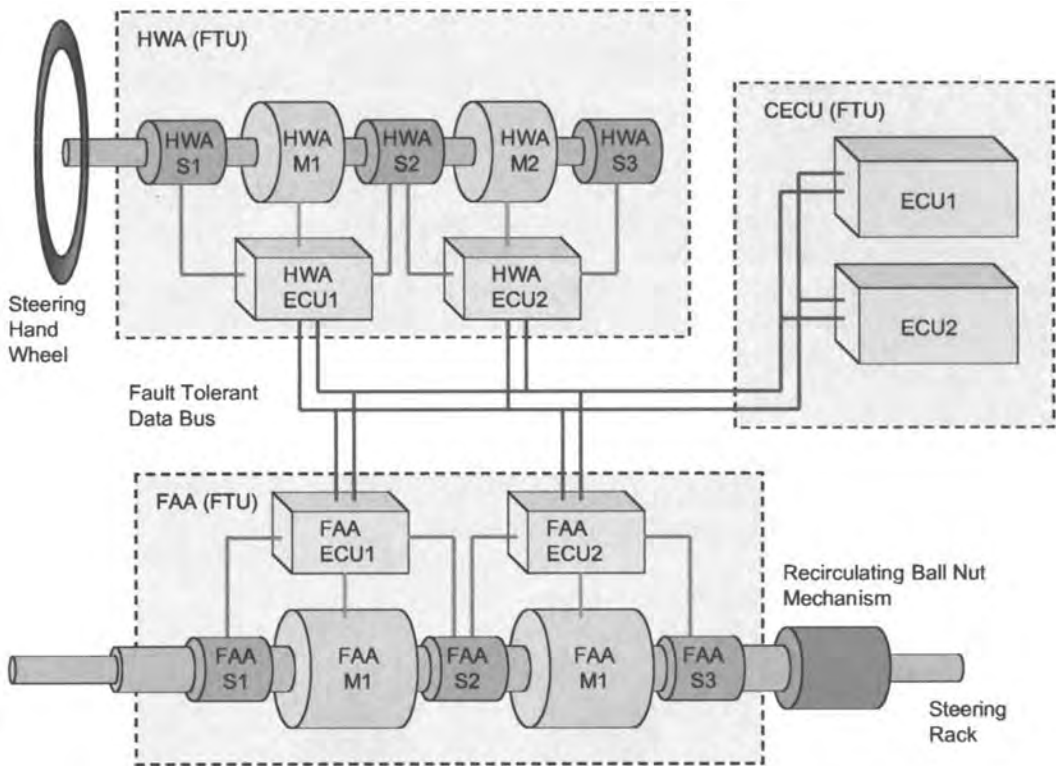 HWA (FTU)
HWA
S1
HWA
M1
HWA
S2
HWA
M2
HWA
S3
HWA
ECU1
HWA
ECU2
Steering
Hand
Wheel
CECU (FTU)
ECU1
ECU2
Fault Tolerant
Data Bus
FAA (FTU)
FAA
ECU1
FAA
ECU2
FAA
S1
FAA
M1
FAA
S2
FAA
M1
FAA
S3
Recirculating Ball Nut
Mechanism
Steering
Rack